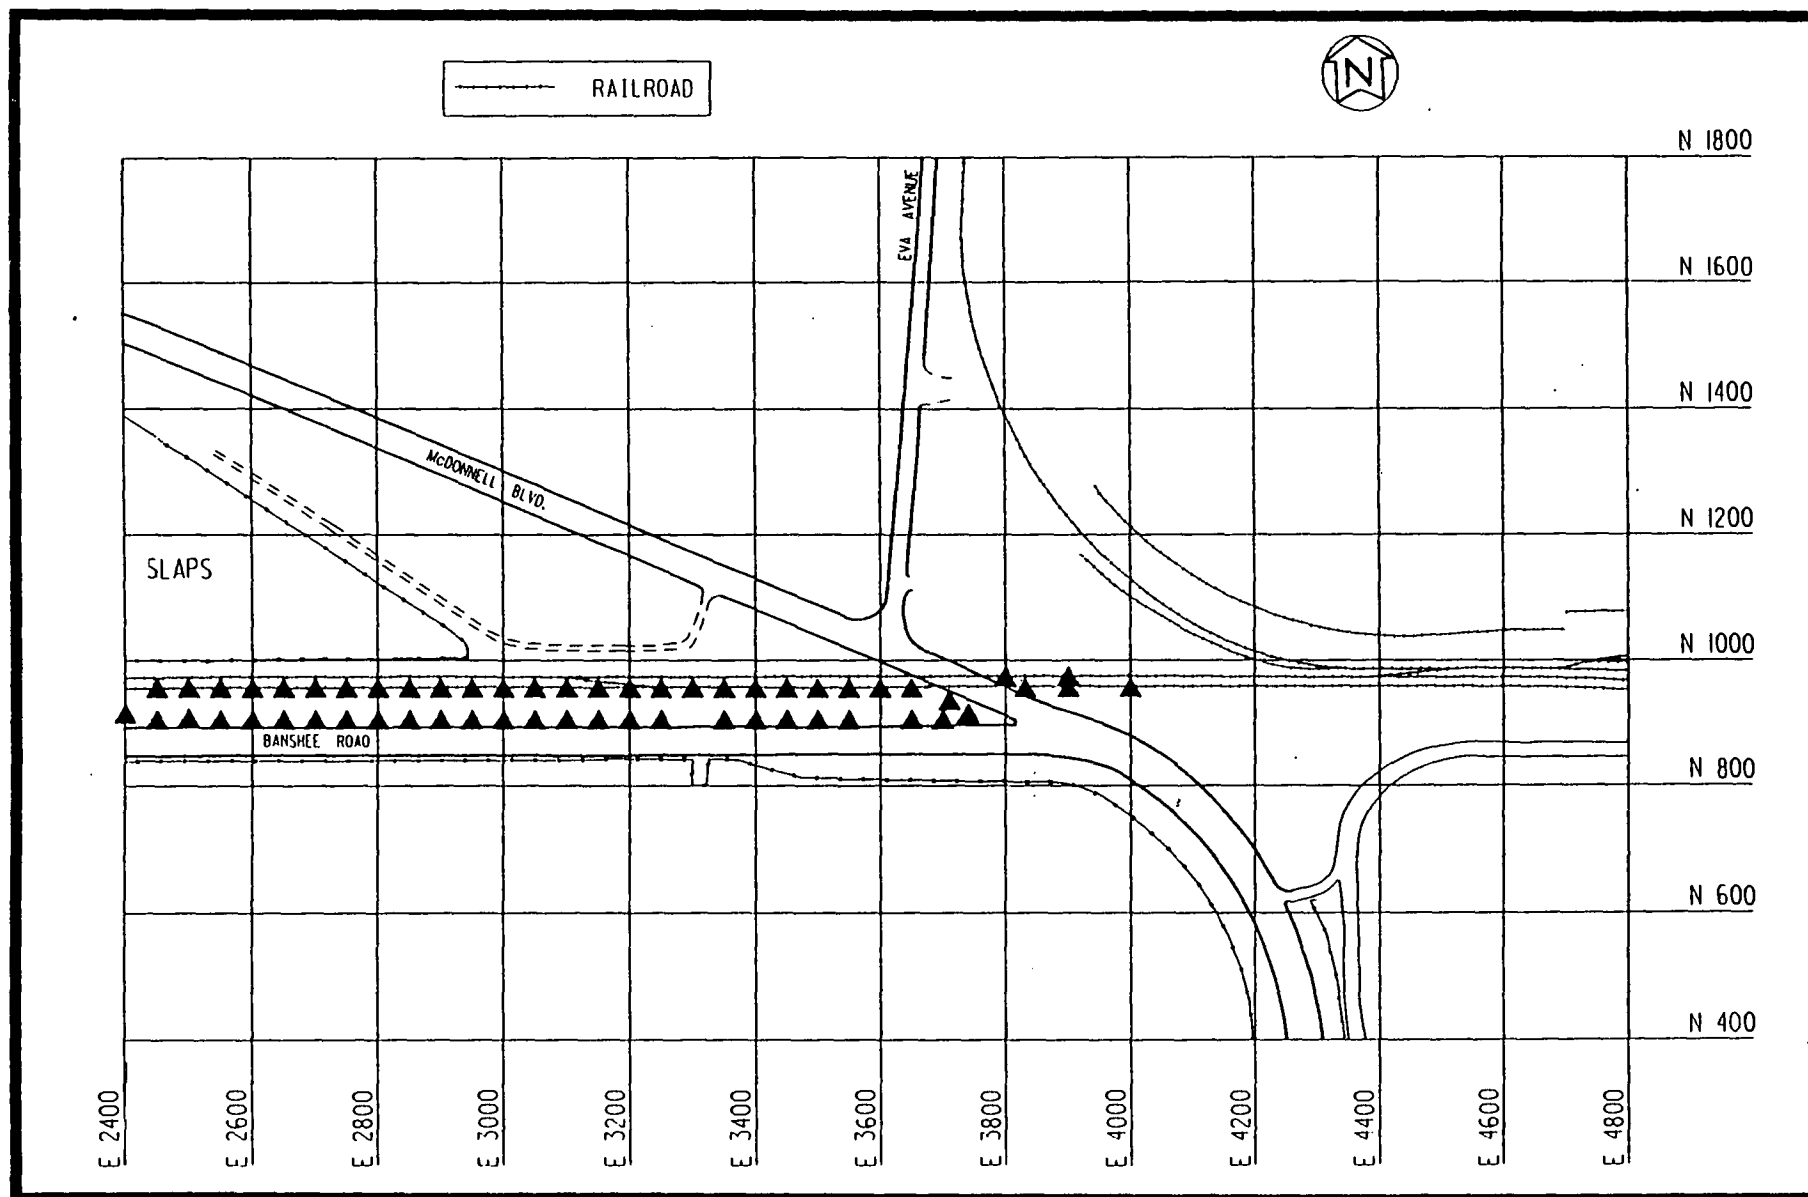 RAILROAD
N
N 1800
EVA AVENUE
N 1600
N 1400
McDONNELL BLVD.
N 1200
SLAPS
N 1000
BANSHEE ROAD
N 800
N 600
N 400
E 2400
E 2600
E 2800
E 3000
E 3200
E 3400
E 3600
E 3800
E 4000
E 4200
E 4400
E 4600
E 4800